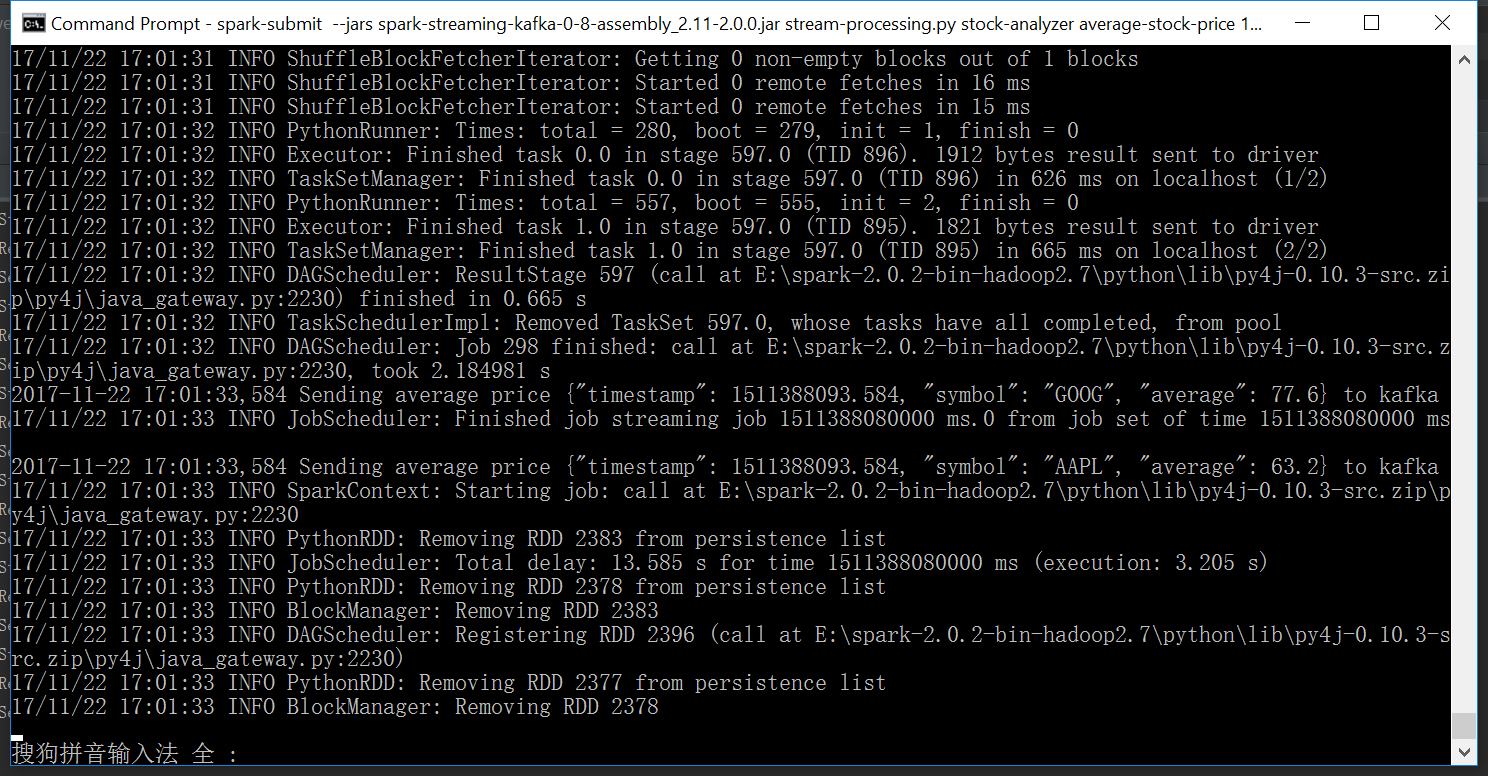 Command Prompt - spark-submit  --jars spark-streaming-kafka-0-8-assembly_2.11-2.0.0.jar stream-processing.py stock-analyzer average-stock-price 1...
17/11/22 17:01:31 INFO ShuffleBlockFetcherIterator: Getting 0 non-empty blocks out of 1 blocks
17/11/22 17:01:31 INFO ShuffleBlockFetcherIterator: Started 0 remote fetches in 16 ms
17/11/22 17:01:31 INFO ShuffleBlockFetcherIterator: Started 0 remote fetches in 15 ms
17/11/22 17:01:32 INFO PythonRunner: Times: total = 280, boot = 279, init = 1, finish = 0
17/11/22 17:01:32 INFO Executor: Finished task 0.0 in stage 597.0 (TID 896). 1912 bytes result sent to driver
17/11/22 17:01:32 INFO TaskSetManager: Finished task 0.0 in stage 597.0 (TID 896) in 626 ms on localhost (1/2)
17/11/22 17:01:32 INFO PythonRunner: Times: total = 557, boot = 555, init = 2, finish = 0
17/11/22 17:01:32 INFO Executor: Finished task 1.0 in stage 597.0 (TID 895). 1821 bytes result sent to driver
17/11/22 17:01:32 INFO TaskSetManager: Finished task 1.0 in stage 597.0 (TID 895) in 665 ms on localhost (2/2)
17/11/22 17:01:32 INFO DAGScheduler: ResultStage 597 (call at E:\spark-2.0.2-bin-hadoop2.7\python\lib\py4j-0.10.3-src.zi
p\py4j\java_gateway.py:2230) finished in 0.665 s
17/11/22 17:01:32 INFO TaskSchedulerImpl: Removed TaskSet 597.0, whose tasks have all completed, from pool
17/11/22 17:01:32 INFO DAGScheduler: Job 298 finished: call at E:\spark-2.0.2-bin-hadoop2.7\python\lib\py4j-0.10.3-src.z
ip\py4j\java_gateway.py:2230, took 2.184981 s
2017-11-22 17:01:33,584 Sending average price {"timestamp": 1511388093.584, "symbol": "GOOG", "average": 77.6} to kafka
17/11/22 17:01:33 INFO JobScheduler: Finished job streaming job 1511388080000 ms.0 from job set of time 1511388080000 ms
2017-11-22 17:01:33,584 Sending average price {"timestamp": 1511388093.584, "symbol": "AAPL", "average": 63.2} to kafka
17/11/22 17:01:33 INFO SparkContext: Starting job: call at E:\spark-2.0.2-bin-hadoop2.7\python\lib\py4j-0.10.3-src.zip\p
y4j\java_gateway.py:2230
17/11/22 17:01:33 INFO PythonRDD: Removing RDD 2383 from persistence list
17/11/22 17:01:33 INFO JobScheduler: Total delay: 13.585 s for time 1511388080000 ms (execution: 3.205 s)
17/11/22 17:01:33 INFO PythonRDD: Removing RDD 2378 from persistence list
17/11/22 17:01:33 INFO BlockManager: Removing RDD 2383
17/11/22 17:01:33 INFO DAGScheduler: Registering RDD 2396 (call at E:\spark-2.0.2-bin-hadoop2.7\python\lib\py4j-0.10.3-s
rc.zip\py4j\java_gateway.py:2230)
17/11/22 17:01:33 INFO PythonRDD: Removing RDD 2377 from persistence list
17/11/22 17:01:33 INFO BlockManager: Removing RDD 2378
搜狗拼音输入法 全 :